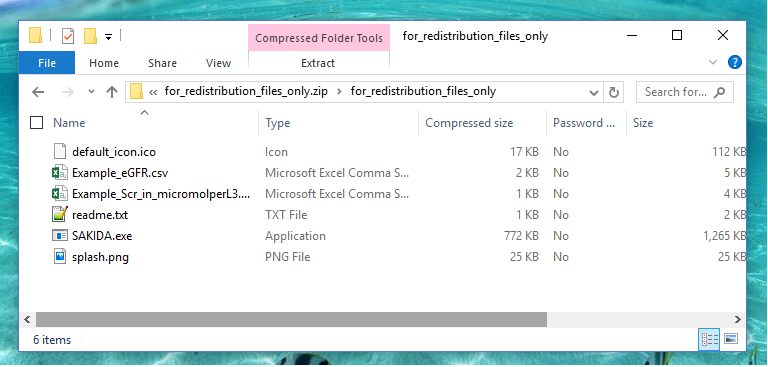 Compressed Folder Tools for_redistribution_files_only
File Home Share View Extract
« for_redistribution_files_only.zip > for_redistribution_files_only Search for...
Name Type Compressed size Password ... Size
default_icon.ico Icon 17 KB No 112 KB
Example_eGFR.csv Microsoft Excel Comma S... 2 KB No 5 KB
Example_Scr_in_micromolperL3.... Microsoft Excel Comma S... 1 KB No 4 KB
readme.txt TXT File 1 KB No 2 KB
SAKIDA.exe Application 772 KB No 1,265 KB
splash.png PNG File 25 KB No 25 KB
6 items